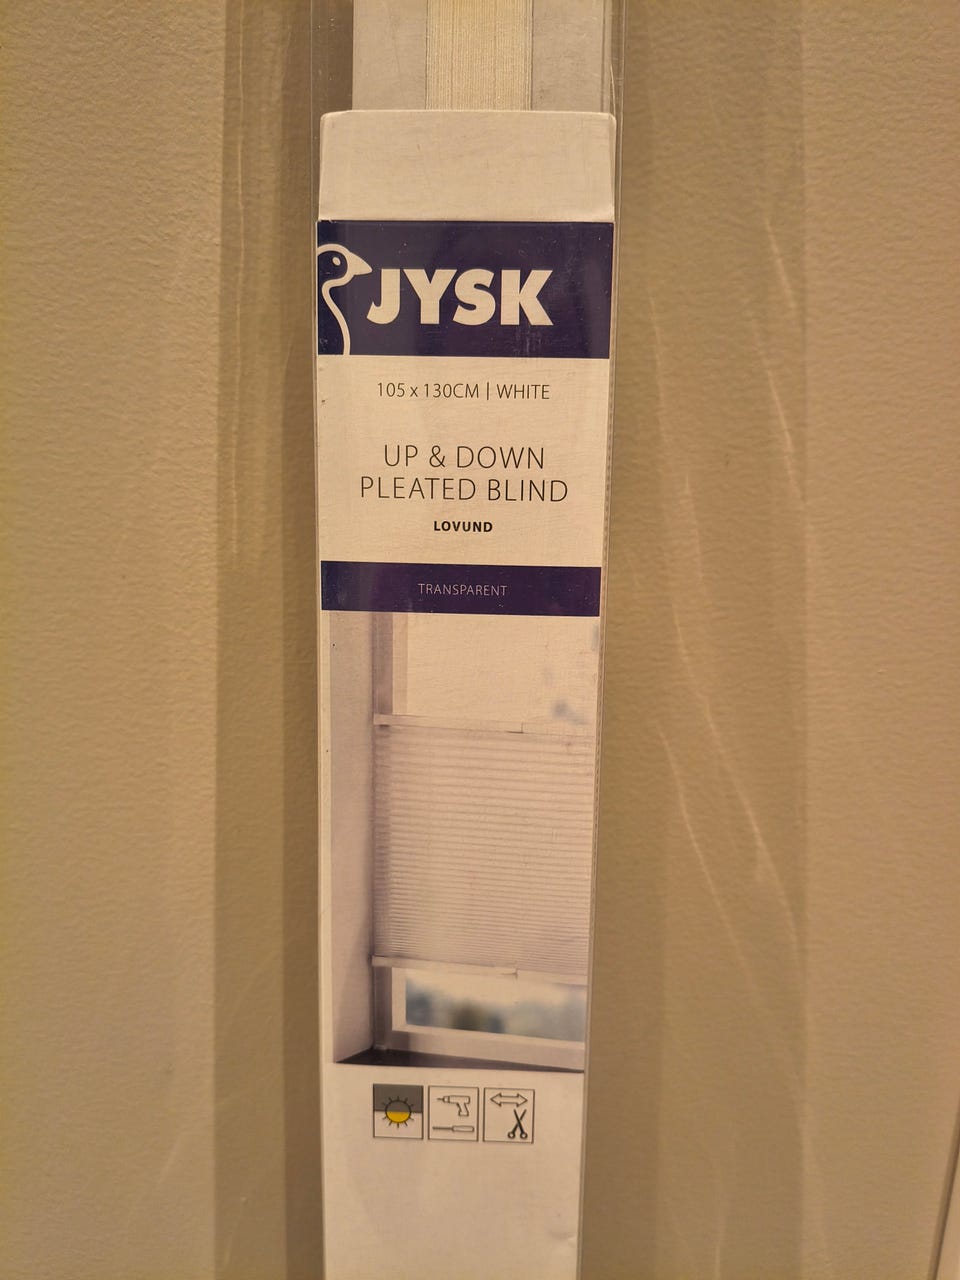 JYSK
105 x 130CM | WHITE
UP & DOWN
PLEATED BLIND
LOVUND
TRANSPARENT